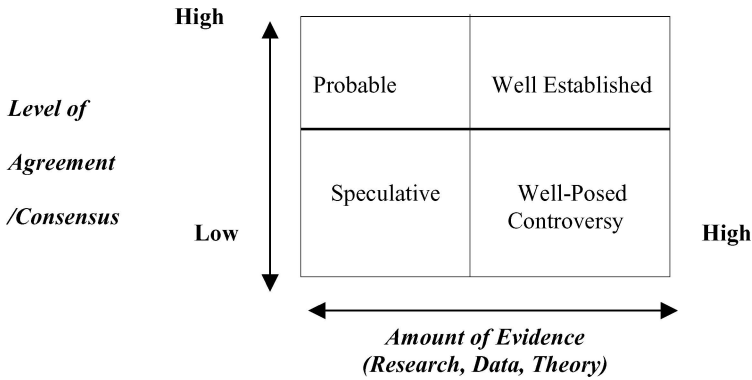 High
Probable
Well Established
Level of
Agreement
/Consensus
Speculative
Well-Posed
Controversy
Low
High
Amount of Evidence
(Research, Data, Theory)